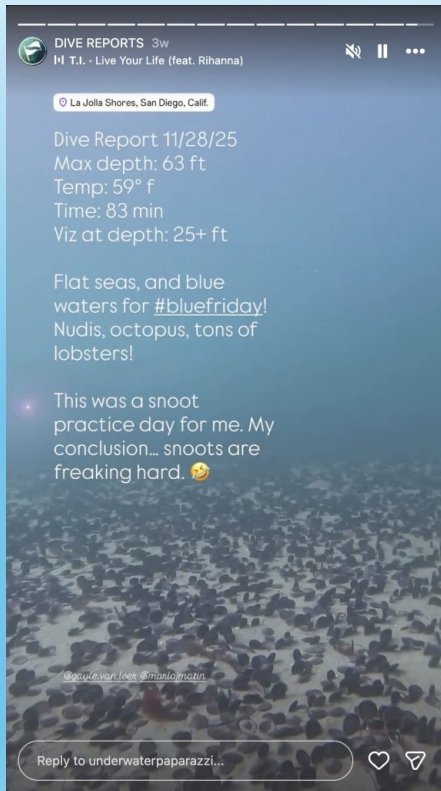 DIVE REPORTS 3w
T.I. · Live Your Life (feat. Rihanna)
La Jolla Shores, San Diego, Calif.
Dive Report 11/28/25
Max depth: 63 ft
Temp: 59° f
Time: 83 min
Viz at depth: 25+ ft
Flat seas, and blue
waters for #bluefriday!
Nudis, octopus, tons of
lobsters!
This was a snoot
practice day for me. My
conclusion... snoots are
freaking hard. 🤣
@gayle.van.leer @marlojmatin
Reply to underwaterpaparazzi...